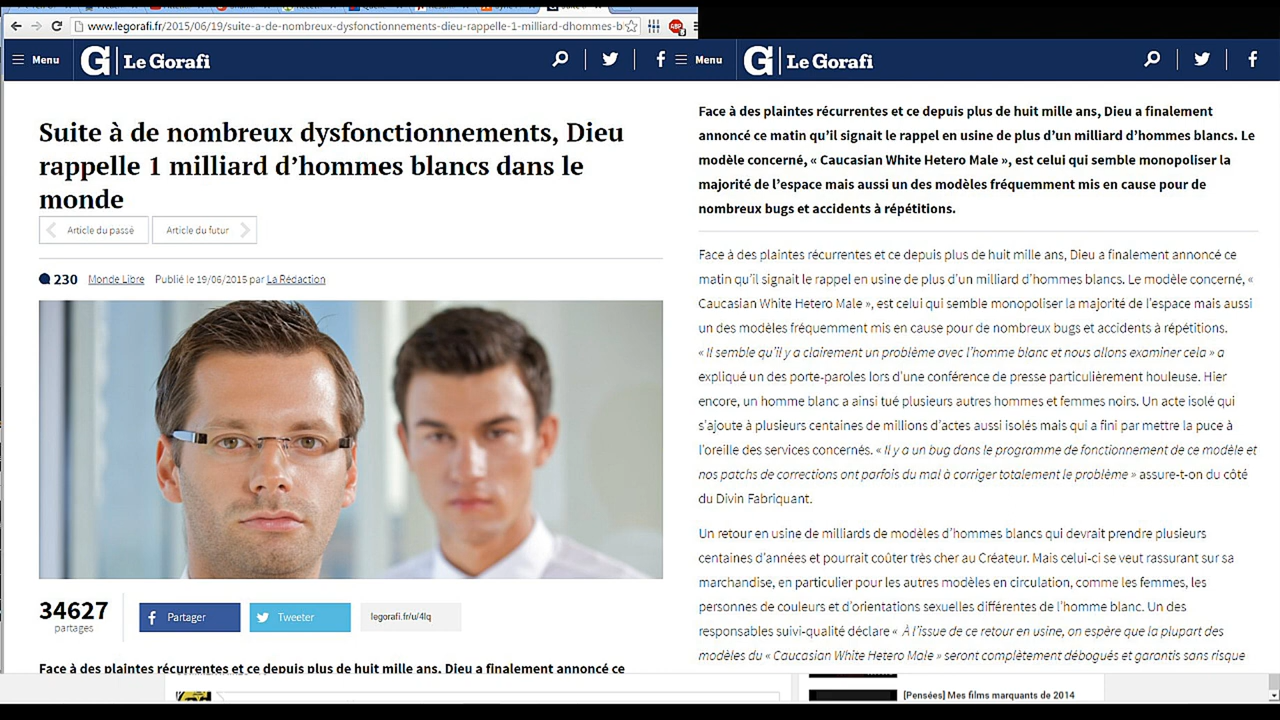 www.legorafi.fr/2015/06/19/suite-a-de-nombreux-dysfonctionnements-dieu-rappelle-1-milliard-dhommes-b
Menu
G Le Gorafi
Suite à de nombreux dysfonctionnements, Dieu
rappelle 1 milliard d’hommes blancs dans le
monde
Article du passé
Article du futur
230 Monde Libre Publié le 19/06/2015 par La Rédaction
34627
partages
Partager
Tweeter
legorafi.fr/u/4lq
Face à des plaintes récurrentes et ce depuis plus de huit mille ans, Dieu a finalement annoncé ce
Menu
G Le Gorafi
Face à des plaintes récurrentes et ce depuis plus de huit mille ans, Dieu a finalement
annoncé ce matin qu’il signait le rappel en usine de plus d’un milliard d’hommes blancs. Le
modèle concerné, « Caucasian White Hetero Male », est celui qui semble monopoliser la
majorité de l’espace mais aussi un des modèles fréquemment mis en cause pour de
nombreux bugs et accidents à répétitions.
Face à des plaintes récurrentes et ce depuis plus de huit mille ans, Dieu a finalement annoncé ce
matin qu’il signait le rappel en usine de plus d’un milliard d’hommes blancs. Le modèle concerné, «
Caucasian White Hetero Male », est celui qui semble monopoliser la majorité de l’espace mais aussi
un des modèles fréquemment mis en cause pour de nombreux bugs et accidents à répétitions.
« Il semble qu’il y a clairement un problème avec l’homme blanc et nous allons examiner cela » a
expliqué un des porte-paroles lors d’une conférence de presse particulièrement houleuse. Hier
encore, un homme blanc a ainsi tué plusieurs autres hommes et femmes noirs. Un acte isolé qui
s’ajoute à plusieurs centaines de millions d’actes aussi isolés mais qui a fini par mettre la puce à
l’oreille des services concernés. « Il y a un bug dans le programme de fonctionnement de ce modèle et
nos patchs de corrections ont parfois du mal à corriger totalement le problème » assure-t-on du côté
du Divin Fabriquant.
Un retour en usine de milliards de modèles d’hommes blancs qui devrait prendre plusieurs
centaines d’années et pourrait coûter très cher au Créateur. Mais celui-ci se veut rassurant sur sa
marchandise, en particulier pour les autres modèles en circulation, comme les femmes, les
personnes de couleurs et d’orientations sexuelles différentes de l’homme blanc. Un des
responsables suivi-qualité déclare « À l’issue de ce retour en usine, on espère que la plupart des
modèles du « Caucasian White Hetero Male » seront complètement débogués et garantis sans risque
[Pensées] Mes films marquants de 2014